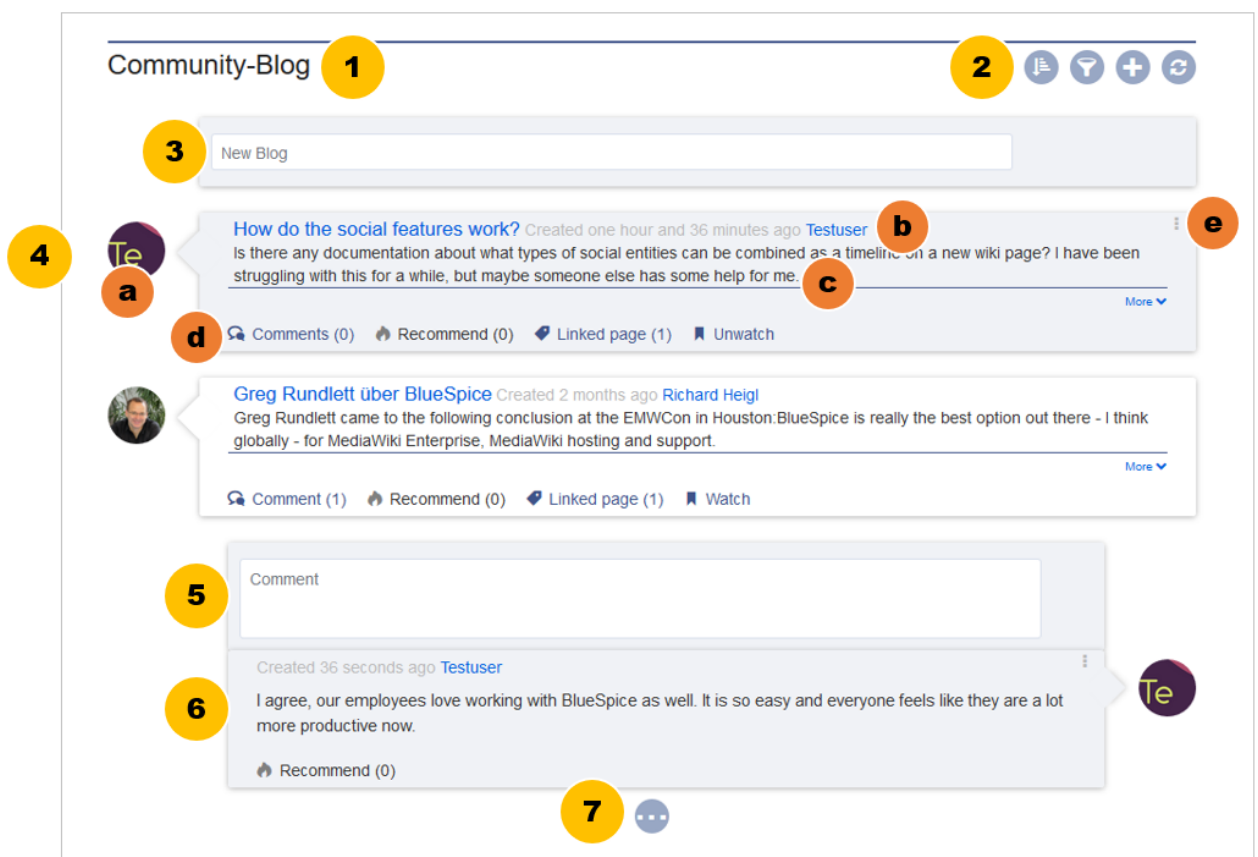 Community-Blog 1 2
3 New Blog
How do the social features work? Created one hour and 36 minutes ago Testuser b e
4 Te Is there any documentation about what types of social entities can be combined as a timeline on a new wiki page? I have been
struggling with this for a while, but maybe someone else has some help for me. c
a
More
d Comments (0) Recommend (0) Linked page (1) Unwatch
Greg Rundlett über BlueSpice Created 2 months ago Richard Heigl
Greg Rundlett came to the following conclusion at the EMWCon in Houston:BlueSpice is really the best option out there - I think
globally - for MediaWiki Enterprise, MediaWiki hosting and support.
More
Comment (1) Recommend (0) Linked page (1) Watch
5 Comment
Created 36 seconds ago Testuser
6 I agree, our employees love working with BlueSpice as well. It is so easy and everyone feels like they are a lot Te
more productive now.
Recommend (0)
7 ...